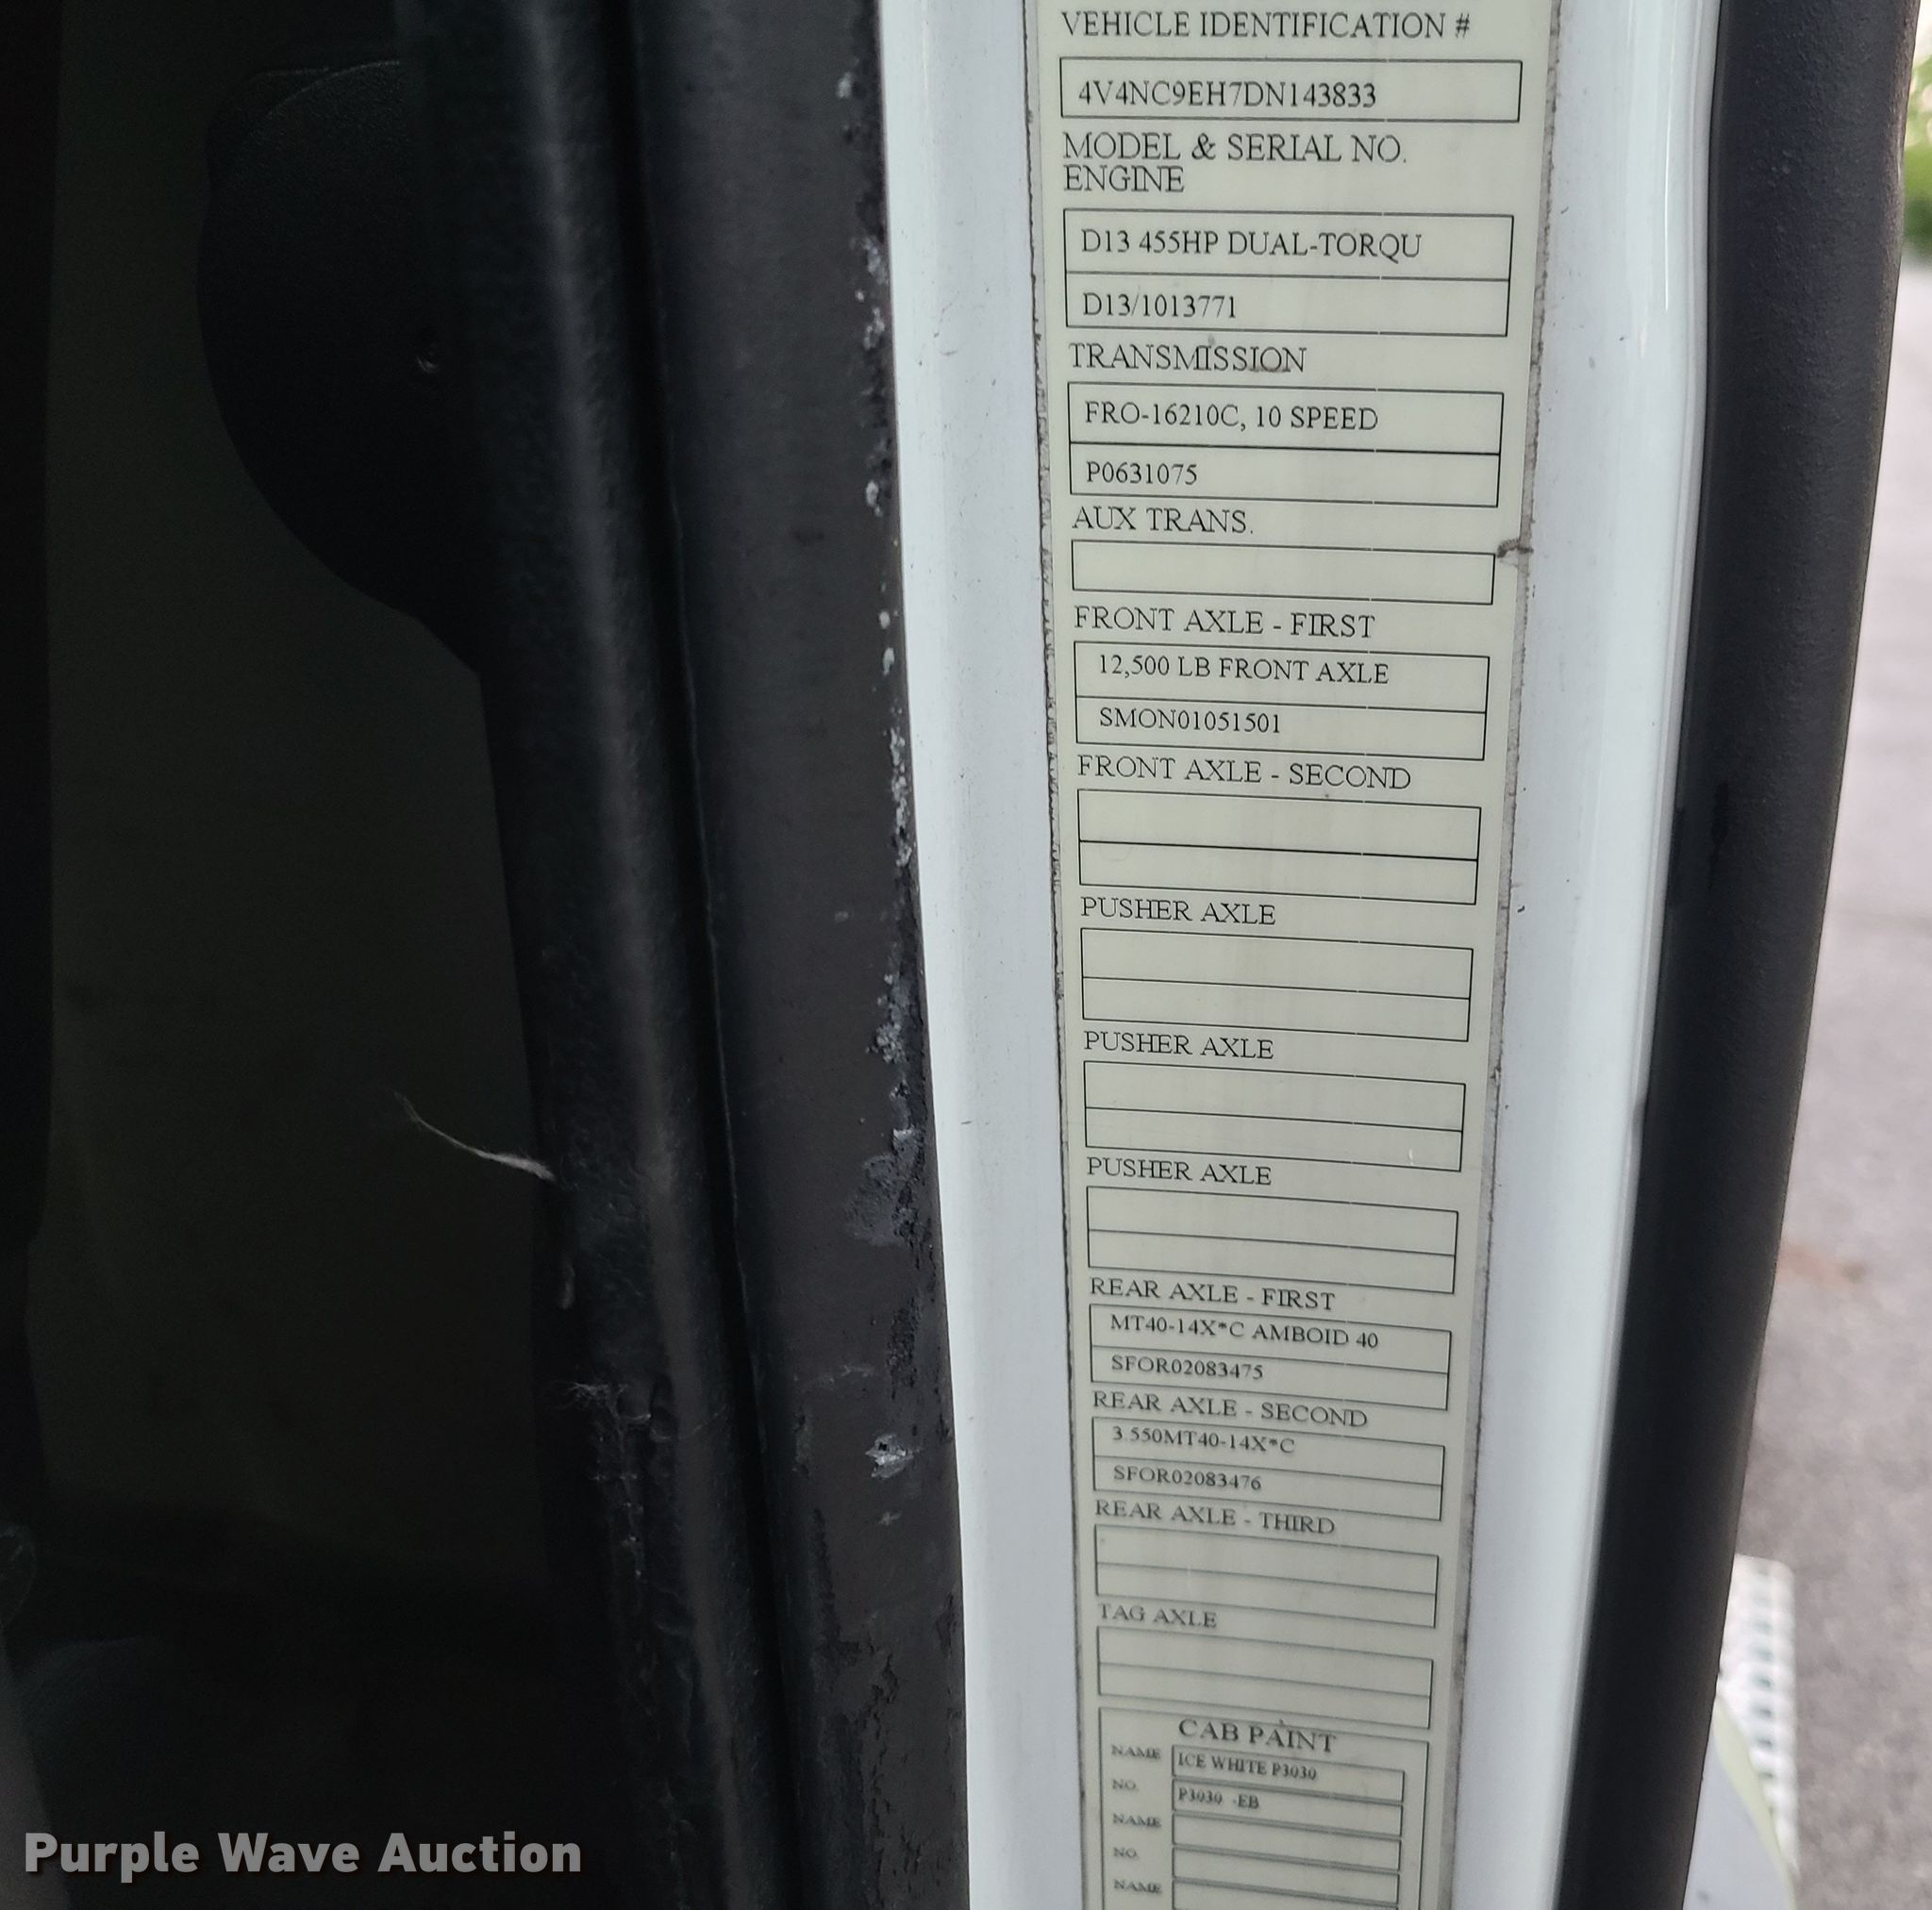 VEHICLE IDENTIFICATION #
4V4NC9EH7DN143833
MODEL & SERIAL NO.
ENGINE
D13 455HP DUAL-TORQU
D13/1013771
TRANSMISSION
FRO-16210C, 10 SPEED
P0631075
AUX TRANS.
FRONT AXLE - FIRST
12,500 LB FRONT AXLE
SMON01051501
FRONT AXLE - SECOND
PUSHER AXLE
PUSHER AXLE
PUSHER AXLE
REAR AXLE - FIRST
MT40-14X*C AMBOID 40
SFOR02083475
REAR AXLE - SECOND
3.550MT40-14X*C
SFOR02083476
REAR AXLE - THIRD
TAG AXLE
CAB PAINT
NAME ICE WHITE P3030
NO. P3030 -EB
NAME
NO.
NAME
Purple Wave Auction